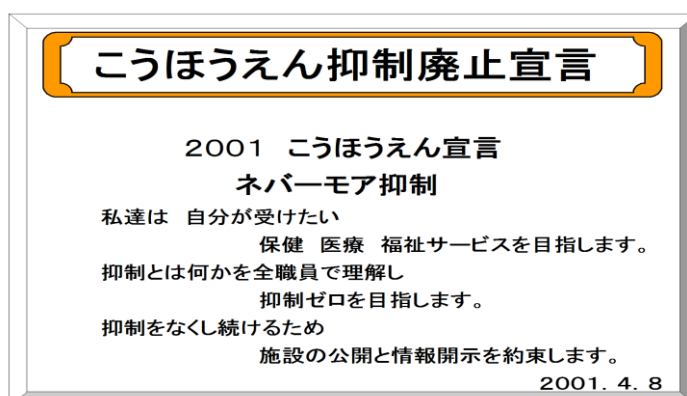 こうほうえん抑制廃止宣言
2001 こうほうえん宣言
ネバーモア抑制
私達は 自分が受けたい
保健 医療 福祉サービスを目指します。
抑制とは何かを全職員で理解し
抑制ゼロを目指します。
抑制をなくし続けるため
施設の公開と情報開示を約束します。
2001.4.8